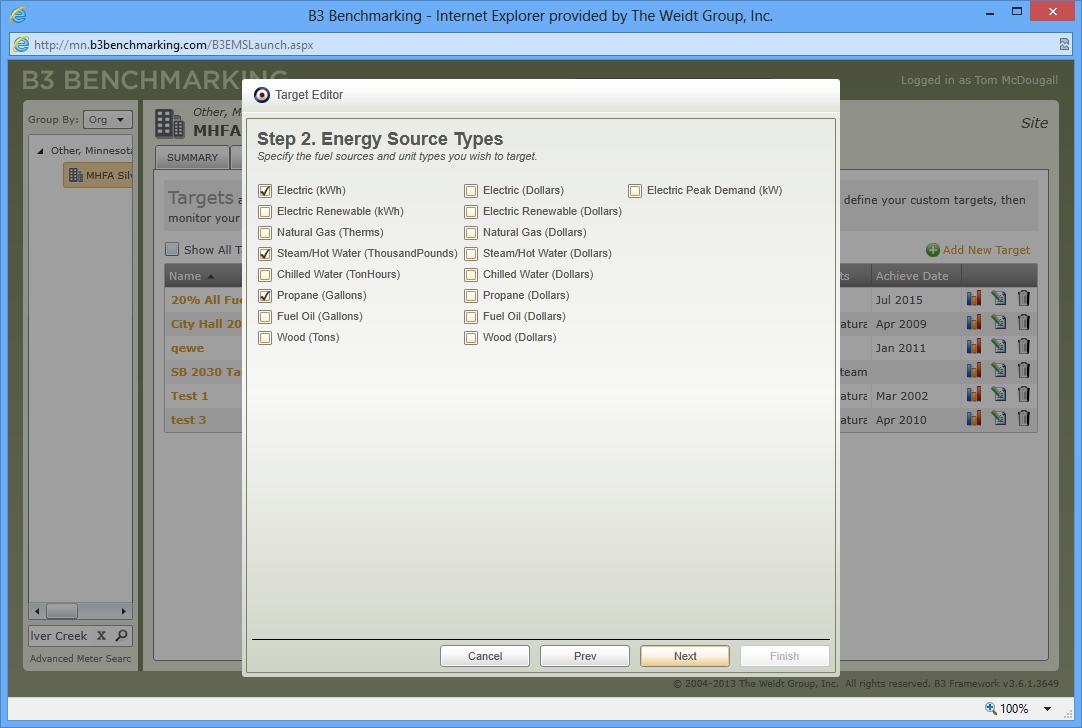 B3 Benchmarking - Internet Explorer provided by The Weidt Group, Inc.
http://mn.b3benchmarking.com/B3EMSLaunch.aspx
B3 BENCHMARKING
Logged in as Tom McDougall
Group By: Org
Other, Minnesota
MHFA Silv
lver Creek X
Advanced Meter Searc
Other, M
MHFA
Site
SUMMARY
Targets
define your custom targets, then
monitor your
Show All T
Add New Target
Name
ts
Achieve Date
20% All Fue
Jul 2015
City Hall 20
atura
Apr 2009
qewe
Jan 2011
SB 2030 Ta
team
Test 1
atura
Mar 2002
test 3
atura
Apr 2010
Target Editor
Step 2. Energy Source Types
Specify the fuel sources and unit types you wish to target.
Electric (kWh)
Electric (Dollars)
Electric Peak Demand (kW)
Electric Renewable (kWh)
Electric Renewable (Dollars)
Natural Gas (Therms)
Natural Gas (Dollars)
Steam/Hot Water (ThousandPounds)
Steam/Hot Water (Dollars)
Chilled Water (TonHours)
Chilled Water (Dollars)
Propane (Gallons)
Propane (Dollars)
Fuel Oil (Gallons)
Fuel Oil (Dollars)
Wood (Tons)
Wood (Dollars)
Cancel
Prev
Next
Finish
© 2004-2013 The Weidt Group, Inc. All rights reserved. B3 Framework v3.6.1.3649
100%